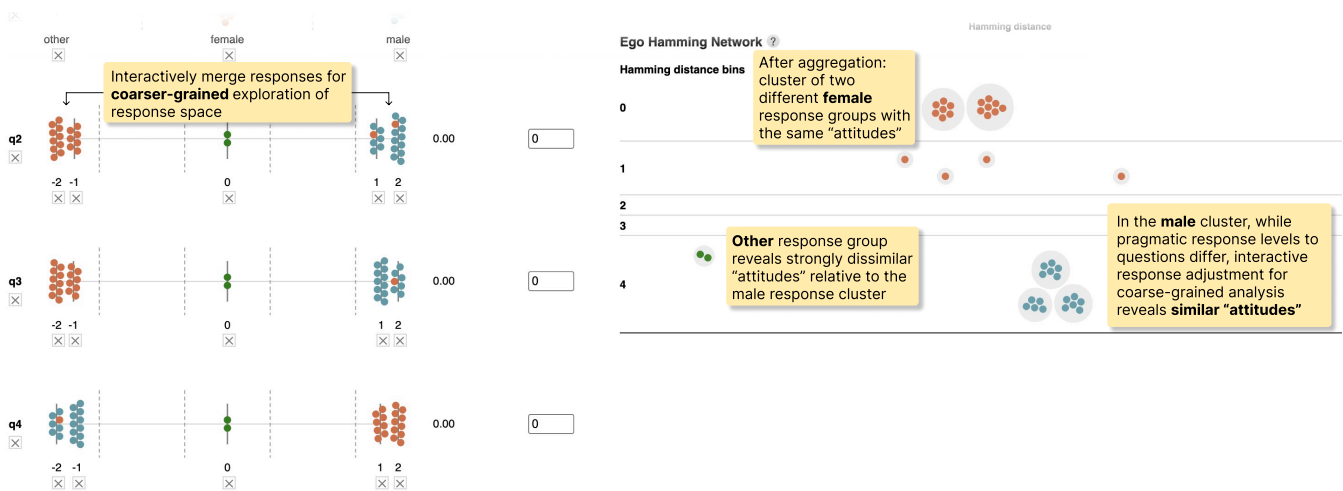 other female male
Interactively merge responses for
coarser-grained exploration of
response space
q2 0.00 0
-2 -1 0 1 2
q3 0.00 0
-2 -1 0 1 2
q4 0.00 0
-2 -1 0 1 2
Hamming distance
Ego Hamming Network ?
Hamming distance bins
After aggregation:
cluster of two
different female
response groups with
the same “attitudes”
0
1
2
3
4
Other response group
reveals strongly dissimilar
“attitudes” relative to the
male response cluster
In the male cluster, while
pragmatic response levels to
questions differ, interactive
response adjustment for
coarse-grained analysis
reveals similar “attitudes”